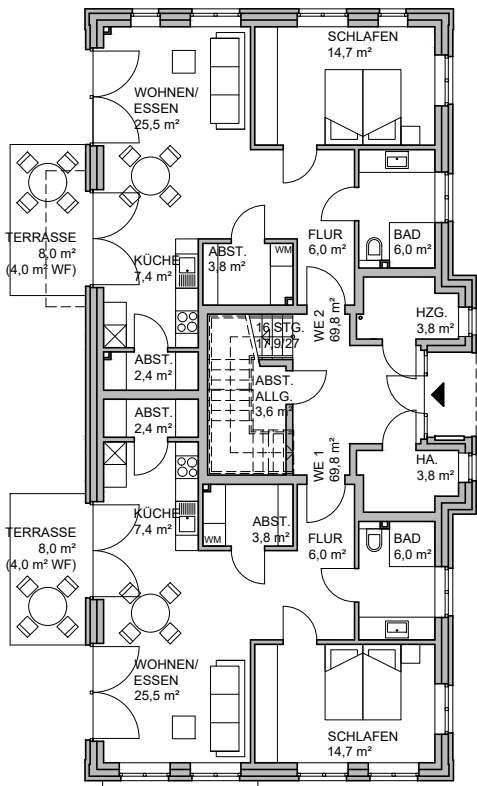 SCHLAFEN
14,7 m²
WOHNEN/
ESSEN
25,5 m²
TERRASSE
8,0 m²
(4,0 m² WF)
KÜCHE
7,4 m²
ABST.
3,8 m²
WM
FLUR
6,0 m²
BAD
6,0 m²
ABST.
2,4 m²
16 STG.
17,9/27
WE 2
69,8 m²
HZG.
3,8 m²
ABST.
ALLG.
3,6 m²
ABST.
2,4 m²
WE 1
69,8 m²
HA.
3,8 m²
TERRASSE
8,0 m²
(4,0 m² WF)
KÜCHE
7,4 m²
WM
ABST.
3,8 m²
FLUR
6,0 m²
BAD
6,0 m²
WOHNEN/
ESSEN
25,5 m²
SCHLAFEN
14,7 m²